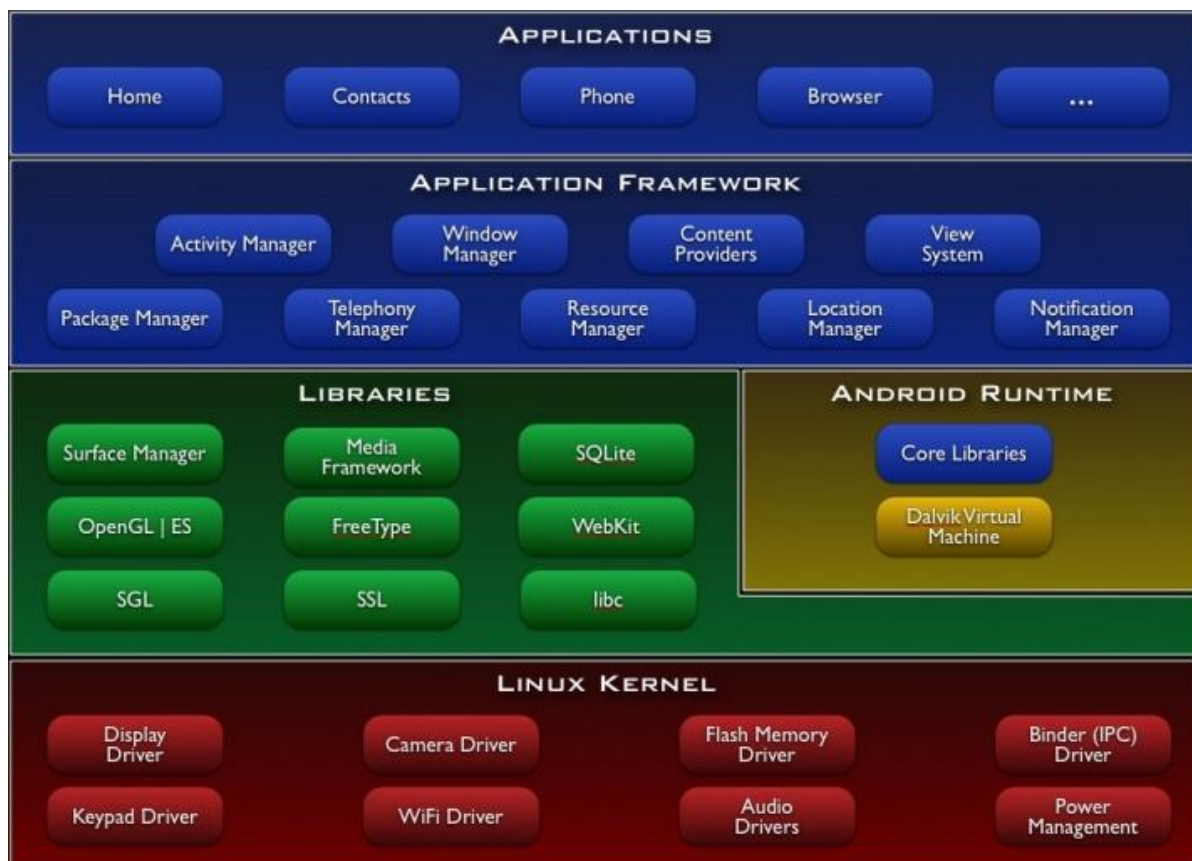 APPLICATIONS
Home
Contacts
Phone
Browser
...
APPLICATION FRAMEWORK
Activity Manager
Window
Manager
Content
Providers
View
System
Package Manager
Telephony
Manager
Resource
Manager
Location
Manager
Notification
Manager
LIBRARIES
Surface Manager
Media
Framework
SQLite
OpenGL | ES
FreeType
WebKit
SGL
SSL
libc
ANDROID RUNTIME
Core Libraries
Dalvik Virtual
Machine
LINUX KERNEL
Display
Driver
Camera Driver
Flash Memory
Driver
Binder (IPC)
Driver
Keypad Driver
WiFi Driver
Audio
Drivers
Power
Management